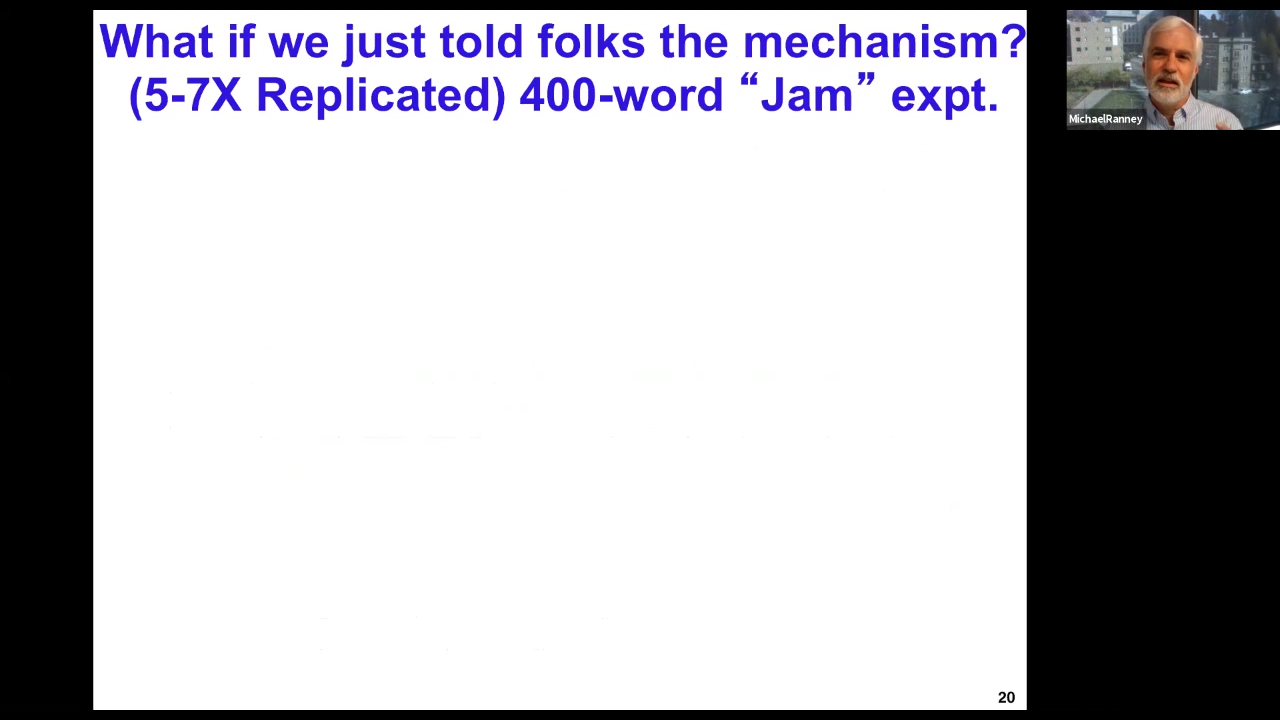 What if we just told folks the mechanism?
(5-7X Replicated) 400-word “Jam” expt.
MichaelRanney
20